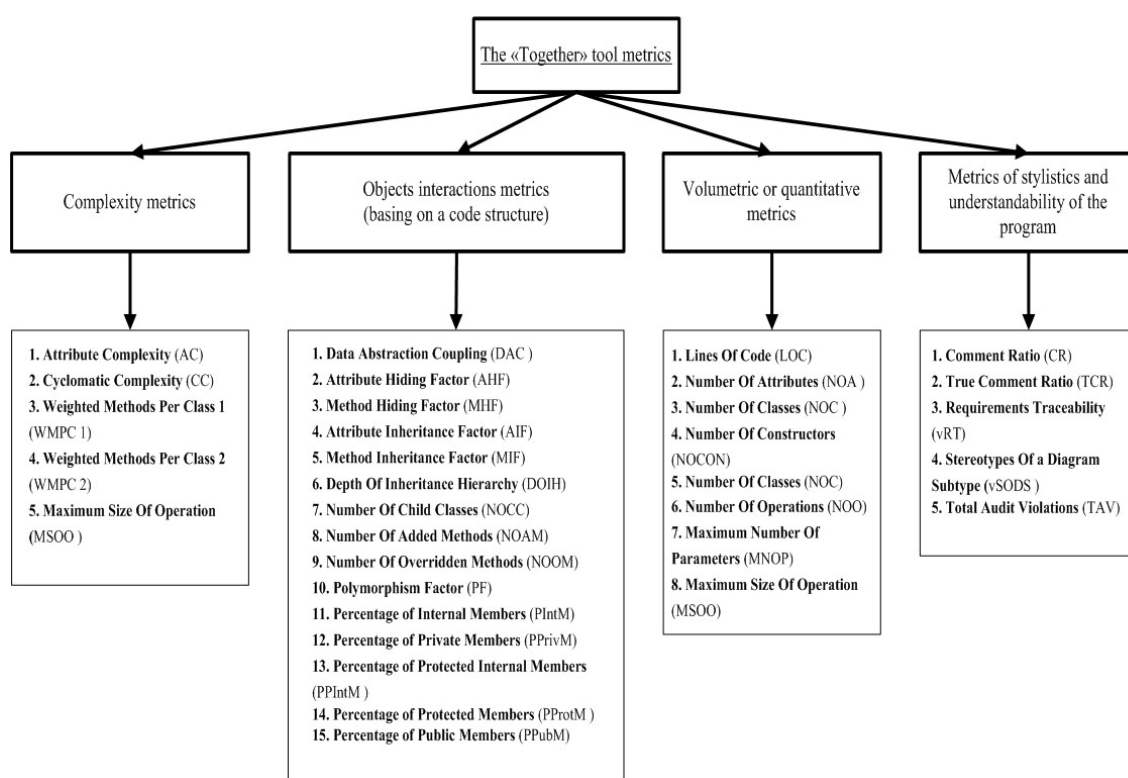 The «Together» tool metrics
Complexity metrics
Objects interactions metrics
(basing on a code structure)
Volumetric or quantitative
metrics
Metrics of stylistics and
understandability of the
program
1. Attribute Complexity (AC)
2. Cyclomatic Complexity (CC)
3. Weighted Methods Per Class 1
(WMPC 1)
4. Weighted Methods Per Class 2
(WMPC 2)
5. Maximum Size Of Operation
(MSOO )
1. Data Abstraction Coupling (DAC )
2. Attribute Hiding Factor (AHF)
3. Method Hiding Factor (MHF)
4. Attribute Inheritance Factor (AIF)
5. Method Inheritance Factor (MIF)
6. Depth Of Inheritance Hierarchy (DOIH)
7. Number Of Child Classes (NOCC)
8. Number Of Added Methods (NOAM)
9. Number Of Overridden Methods (NOOM)
10. Polymorphism Factor (PF)
11. Percentage of Internal Members (PIntM)
12. Percentage of Private Members (PPrivM)
13. Percentage of Protected Internal Members
(PPIntM )
14. Percentage of Protected Members (PProtM )
15. Percentage of Public Members (PPubM)
1. Lines Of Code (LOC)
2. Number Of Attributes (NOA )
3. Number Of Classes (NOC )
4. Number Of Constructors
(NOCON)
5. Number Of Classes (NOC)
6. Number Of Operations (NOO)
7. Maximum Number Of
Parameters (MNOP)
8. Maximum Size Of Operation
(MSOO)
1. Comment Ratio (CR)
2. True Comment Ratio (TCR)
3. Requirements Traceability
(vRT)
4. Stereotypes Of a Diagram
Subtype (vSODS )
5. Total Audit Violations (TAV)